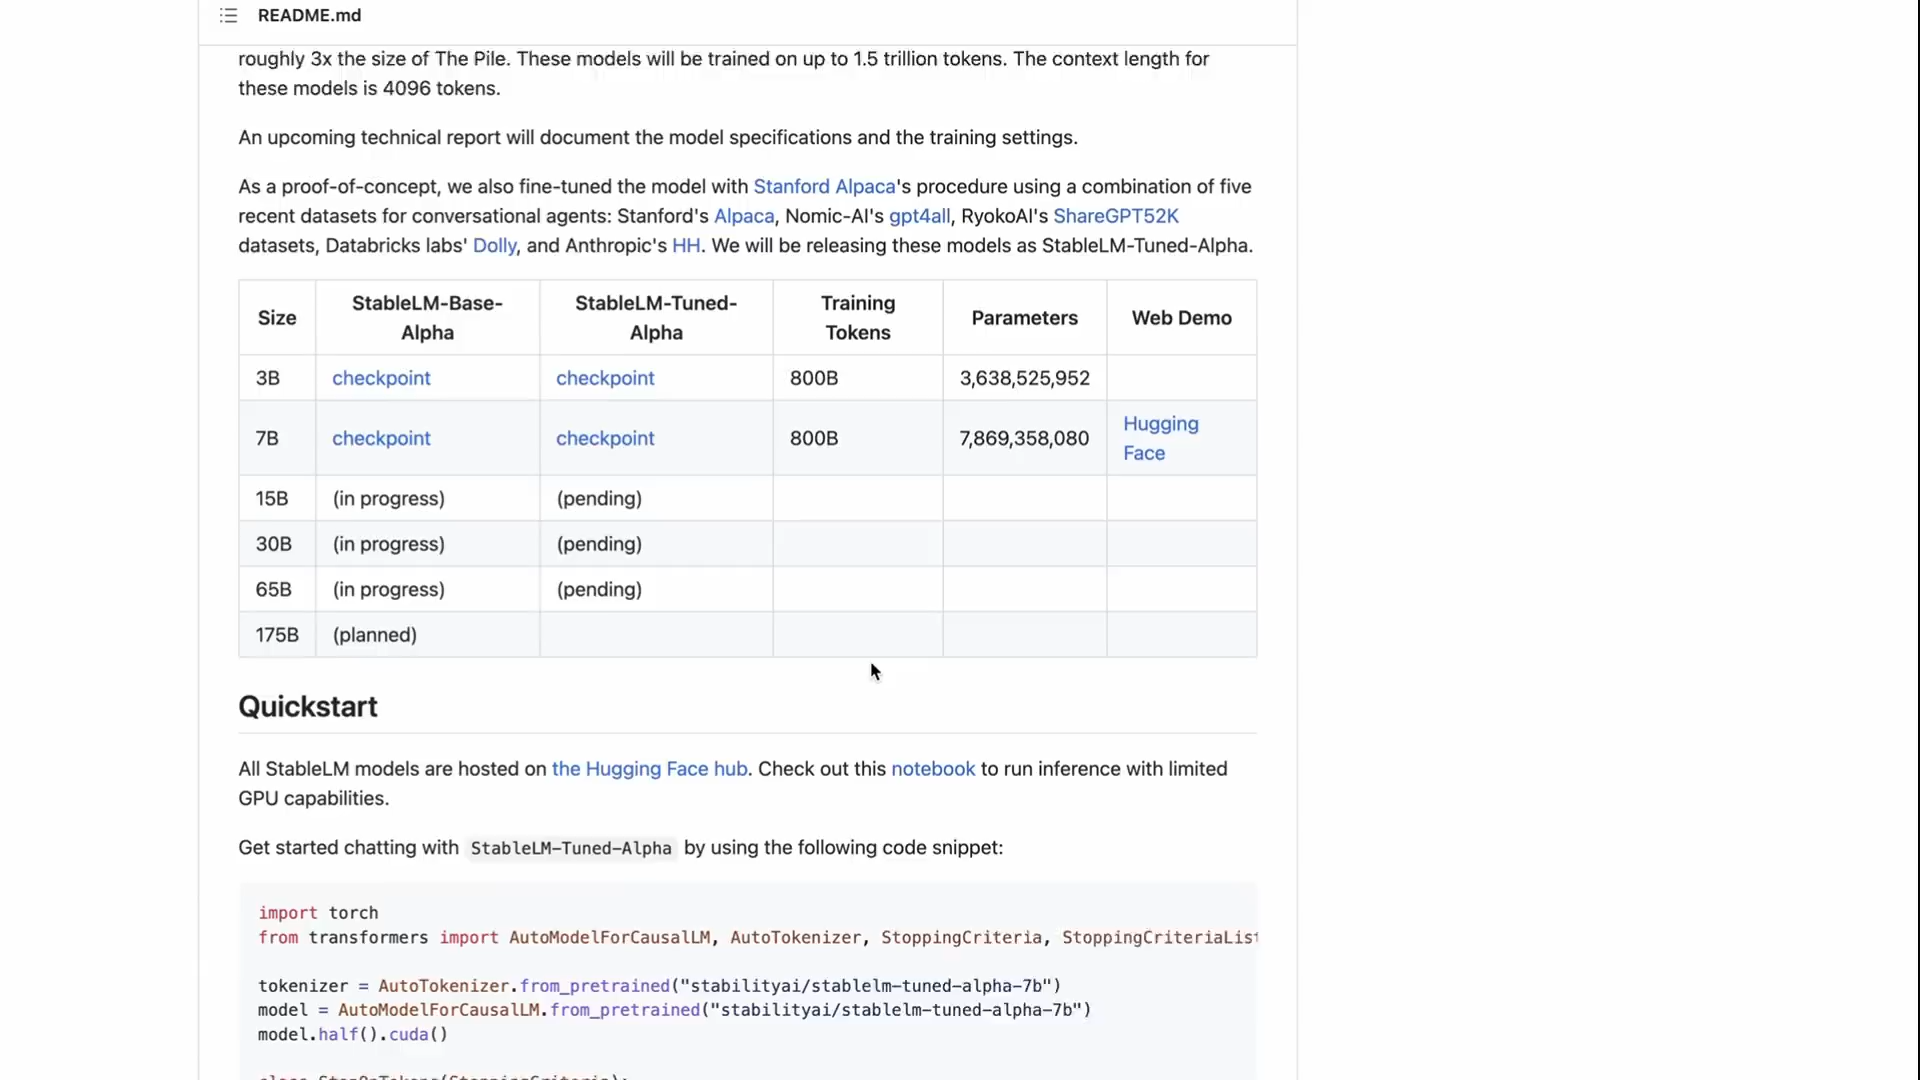 README.md
roughly 3x the size of The Pile. These models will be trained on up to 1.5 trillion tokens. The context length for
these models is 4096 tokens.
An upcoming technical report will document the model specifications and the training settings.
As a proof-of-concept, we also fine-tuned the model with Stanford Alpaca's procedure using a combination of five
recent datasets for conversational agents: Stanford's Alpaca, Nomic-AI's gpt4all, RyokoAI's ShareGPT52K
datasets, Databricks labs' Dolly, and Anthropic's HH. We will be releasing these models as StableLM-Tuned-Alpha.
Size StableLM-Base-Alpha StableLM-Tuned-Alpha Training Tokens Parameters Web Demo
3B checkpoint checkpoint 800B 3,638,525,952
7B checkpoint checkpoint 800B 7,869,358,080 Hugging Face
15B (in progress) (pending)
30B (in progress) (pending)
65B (in progress) (pending)
175B (planned)
Quickstart
All StableLM models are hosted on the Hugging Face hub. Check out this notebook to run inference with limited
GPU capabilities.
Get started chatting with StableLM-Tuned-Alpha by using the following code snippet:
import torch
from transformers import AutoModelForCausalLM, AutoTokenizer, StoppingCriteria, StoppingCriteriaList
tokenizer = AutoTokenizer.from_pretrained("stabilityai/stablelm-tuned-alpha-7b")
model = AutoModelForCausalLM.from_pretrained("stabilityai/stablelm-tuned-alpha-7b")
model.half().cuda()